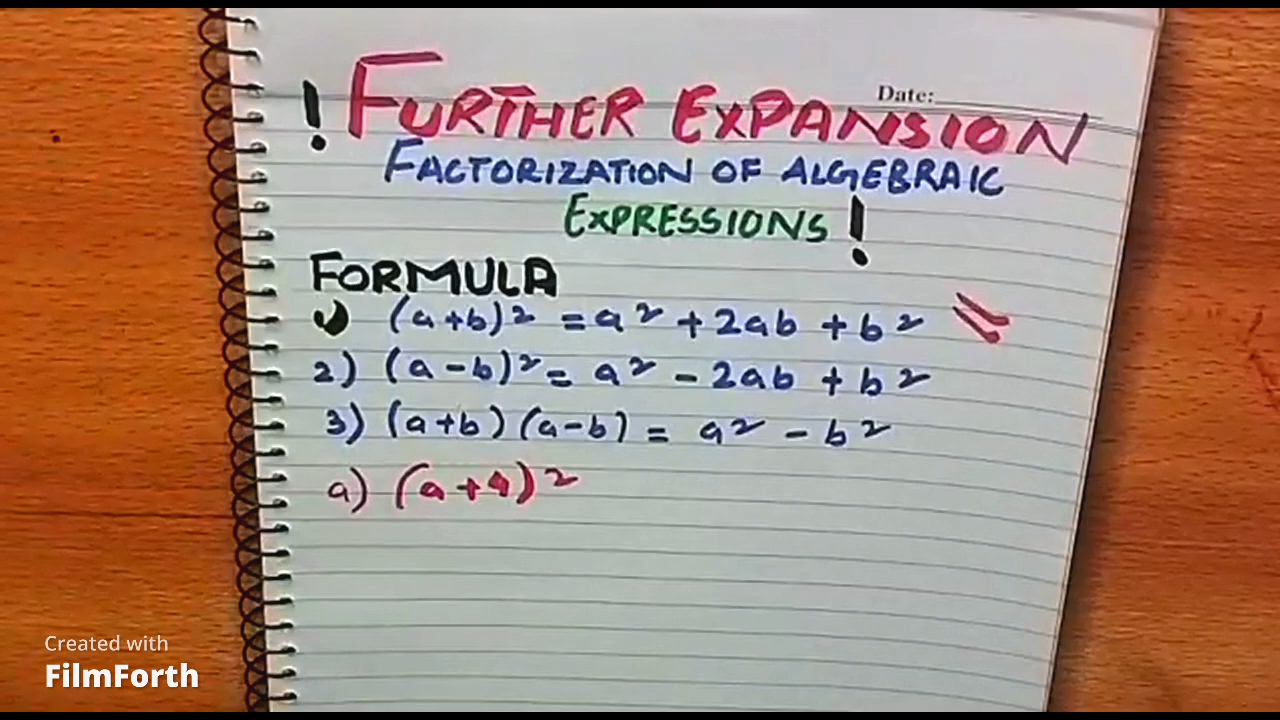 Date:
! FURTHER EXPANSION
FACTORIZATION OF ALGEBRAIC
EXPRESSIONS !
FORMULA
1) (a+b)² = a² + 2ab + b²
2) (a-b)² = a² - 2ab + b²
3) (a+b)(a-b) = a² - b²
a) (a+4)²
Created with
FilmForth